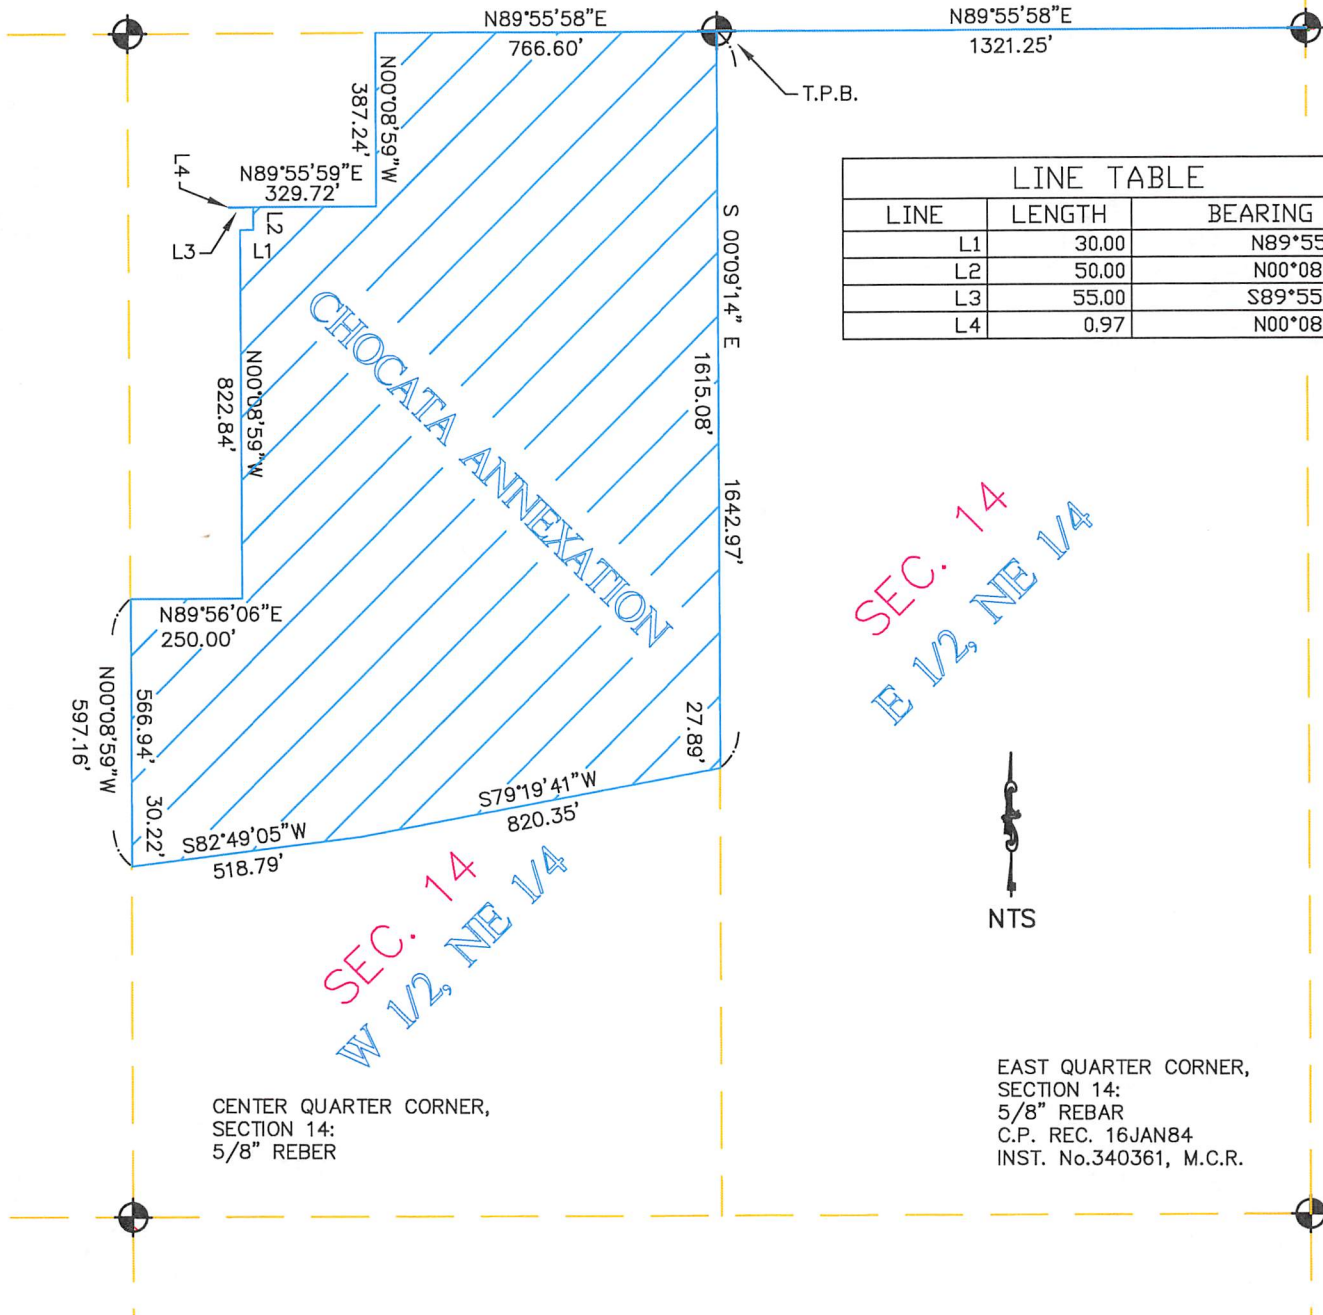 N89°55'58"E
766.60'
N89°55'58"E
1321.25'
T.P.B.
N00°08'59"W
387.24'
L4
N89°55'59"E
329.72'
L3
L2
L1
LINE TABLE
LINE LENGTH BEARING
L1 30.00 N89°55
L2 50.00 N00°08
L3 55.00 S89°55
L4 0.97 N00°08
S 00°09'14" E
1615.08'
1642.97'
CHOCATA ANNEXATION
N00°08'59"W
822.84'
SEC. 14
E 1/2, NE 1/4
N89°56'06"E
250.00'
566.94'
N00°08'59"W
597.16'
30.22'
27.89'
S79°19'41"W
820.35'
S82°49'05"W
518.79'
SEC. 14
W 1/2, NE 1/4
NTS
CENTER QUARTER CORNER,
SECTION 14:
5/8" REBER
EAST QUARTER CORNER,
SECTION 14:
5/8" REBAR
C.P. REC. 16JAN84
INST. No.340361, M.C.R.